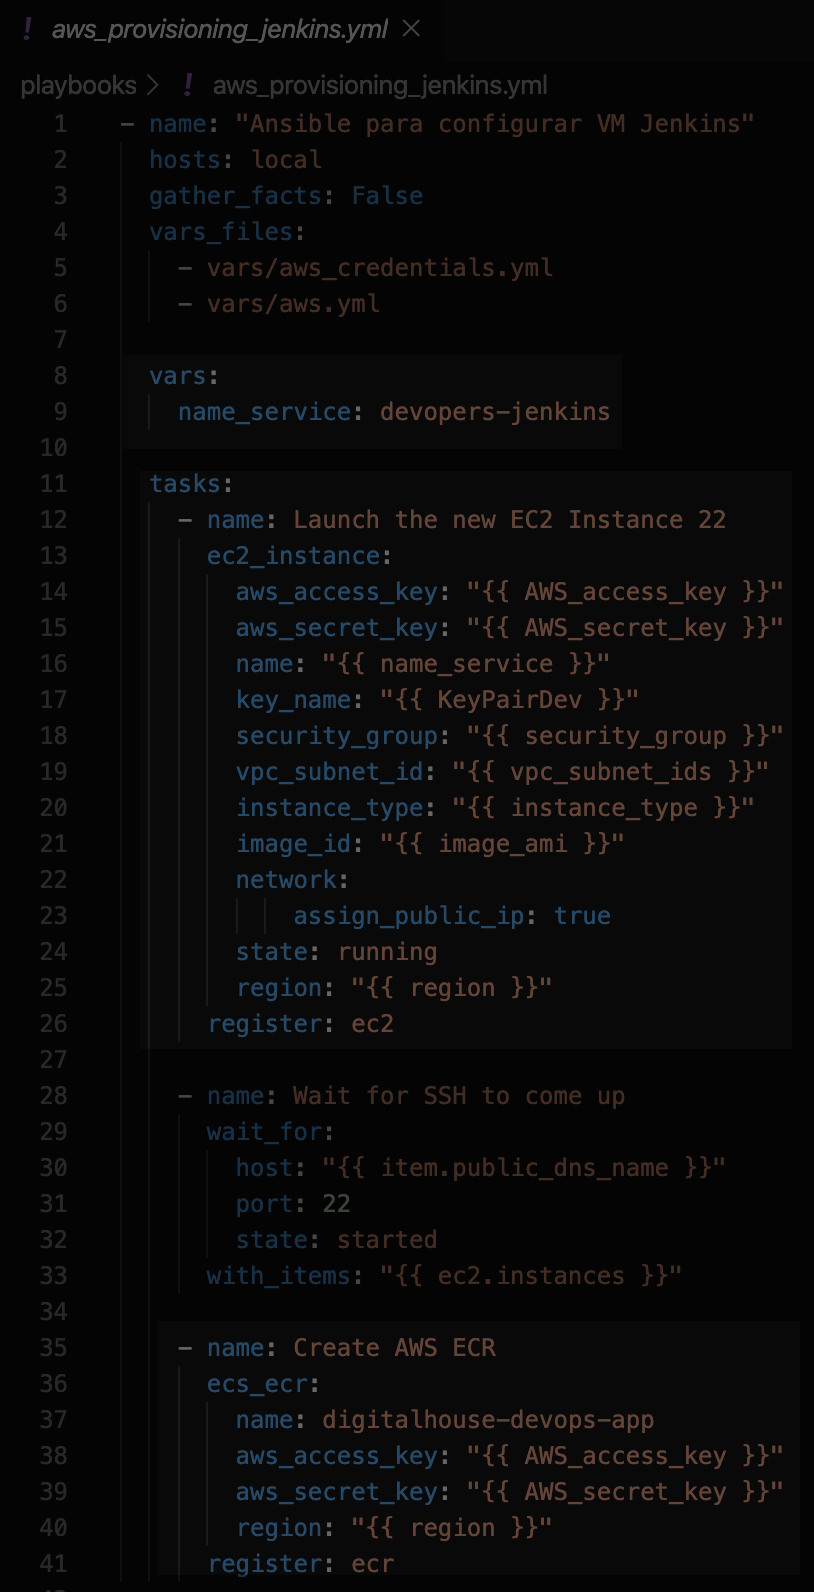 ! aws_provisioning_jenkins.yml ×
playbooks > ! aws_provisioning_jenkins.yml
1 - name: "Ansible para configurar VM Jenkins"
2 hosts: local
3 gather_facts: False
4 vars_files:
5 - vars/aws_credentials.yml
6 - vars/aws.yml
7
8 vars:
9 name_service: devopers-jenkins
10
11 tasks:
12 - name: Launch the new EC2 Instance 22
13 ec2_instance:
14 aws_access_key: "{{ AWS_access_key }}"
15 aws_secret_key: "{{ AWS_secret_key }}"
16 name: "{{ name_service }}"
17 key_name: "{{ KeyPairDev }}"
18 security_group: "{{ security_group }}"
19 vpc_subnet_id: "{{ vpc_subnet_ids }}"
20 instance_type: "{{ instance_type }}"
21 image_id: "{{ image_ami }}"
22 network:
23 assign_public_ip: true
24 state: running
25 region: "{{ region }}"
26 register: ec2
27
28 - name: Wait for SSH to come up
29 wait_for:
30 host: "{{ item.public_dns_name }}"
31 port: 22
32 state: started
33 with_items: "{{ ec2.instances }}"
34
35 - name: Create AWS ECR
36 ecs_ecr:
37 name: digitalhouse-devops-app
38 aws_access_key: "{{ AWS_access_key }}"
39 aws_secret_key: "{{ AWS_secret_key }}"
40 region: "{{ region }}"
41 register: ecr